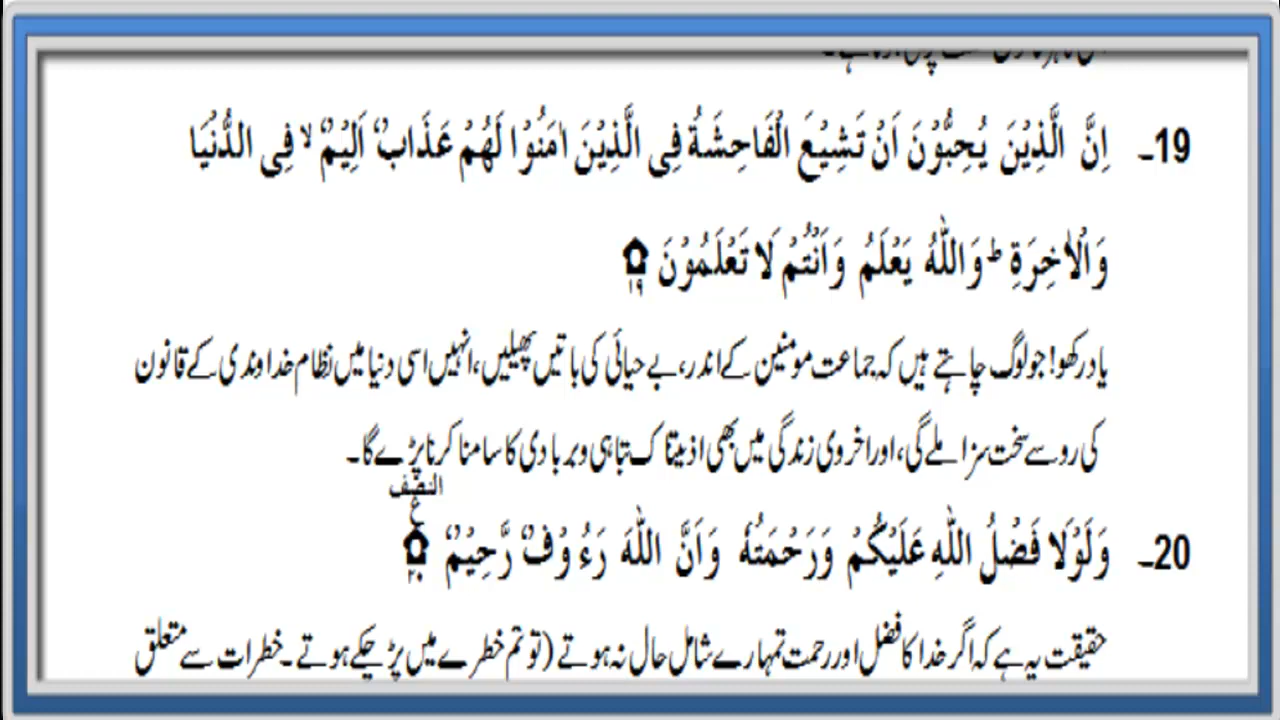 19۔ اِنَّ الَّذِیْنَ یُحِبُّوْنَ اَنْ تَشِیْعَ الْفَاحِشَةُ فِی الَّذِیْنَ اٰمَنُوْا لَهُمْ عَذَابٌ اَلِیْمٌ ۙ فِی الدُّنْیَا
وَالْاٰخِرَةِ ؕ وَاللّٰهُ یَعْلَمُ وَاَنْتُمْ لَا تَعْلَمُوْنَ ۝۱۹
یاد رکھو! جو لوگ چاہتے ہیں کہ جماعت مومنین کے اندر، بے حیائی کی باتیں پھیلیں، انہیں اسی دنیا میں نظام خداوندی کے قانون
کی رو سے سخت سزا ملے گی، اور اخروی زندگی میں بھی اذیتناک تباہی و بربادی کا سامنا کرنا پڑے گا۔
النصف
ع
20۔ وَلَوْلَا فَضْلُ اللّٰهِ عَلَیْكُمْ وَرَحْمَتُهٗ وَاَنَّ اللّٰهَ رَءُوْفٌ رَّحِیْمٌ ۝۲۰
حقیقت یہ ہے کہ اگر خدا کا فضل اور رحمت تمہارے شامل حال نہ ہوتے (تو تم خطرے میں پڑ چکے ہوتے۔ خطرات سے متعلق